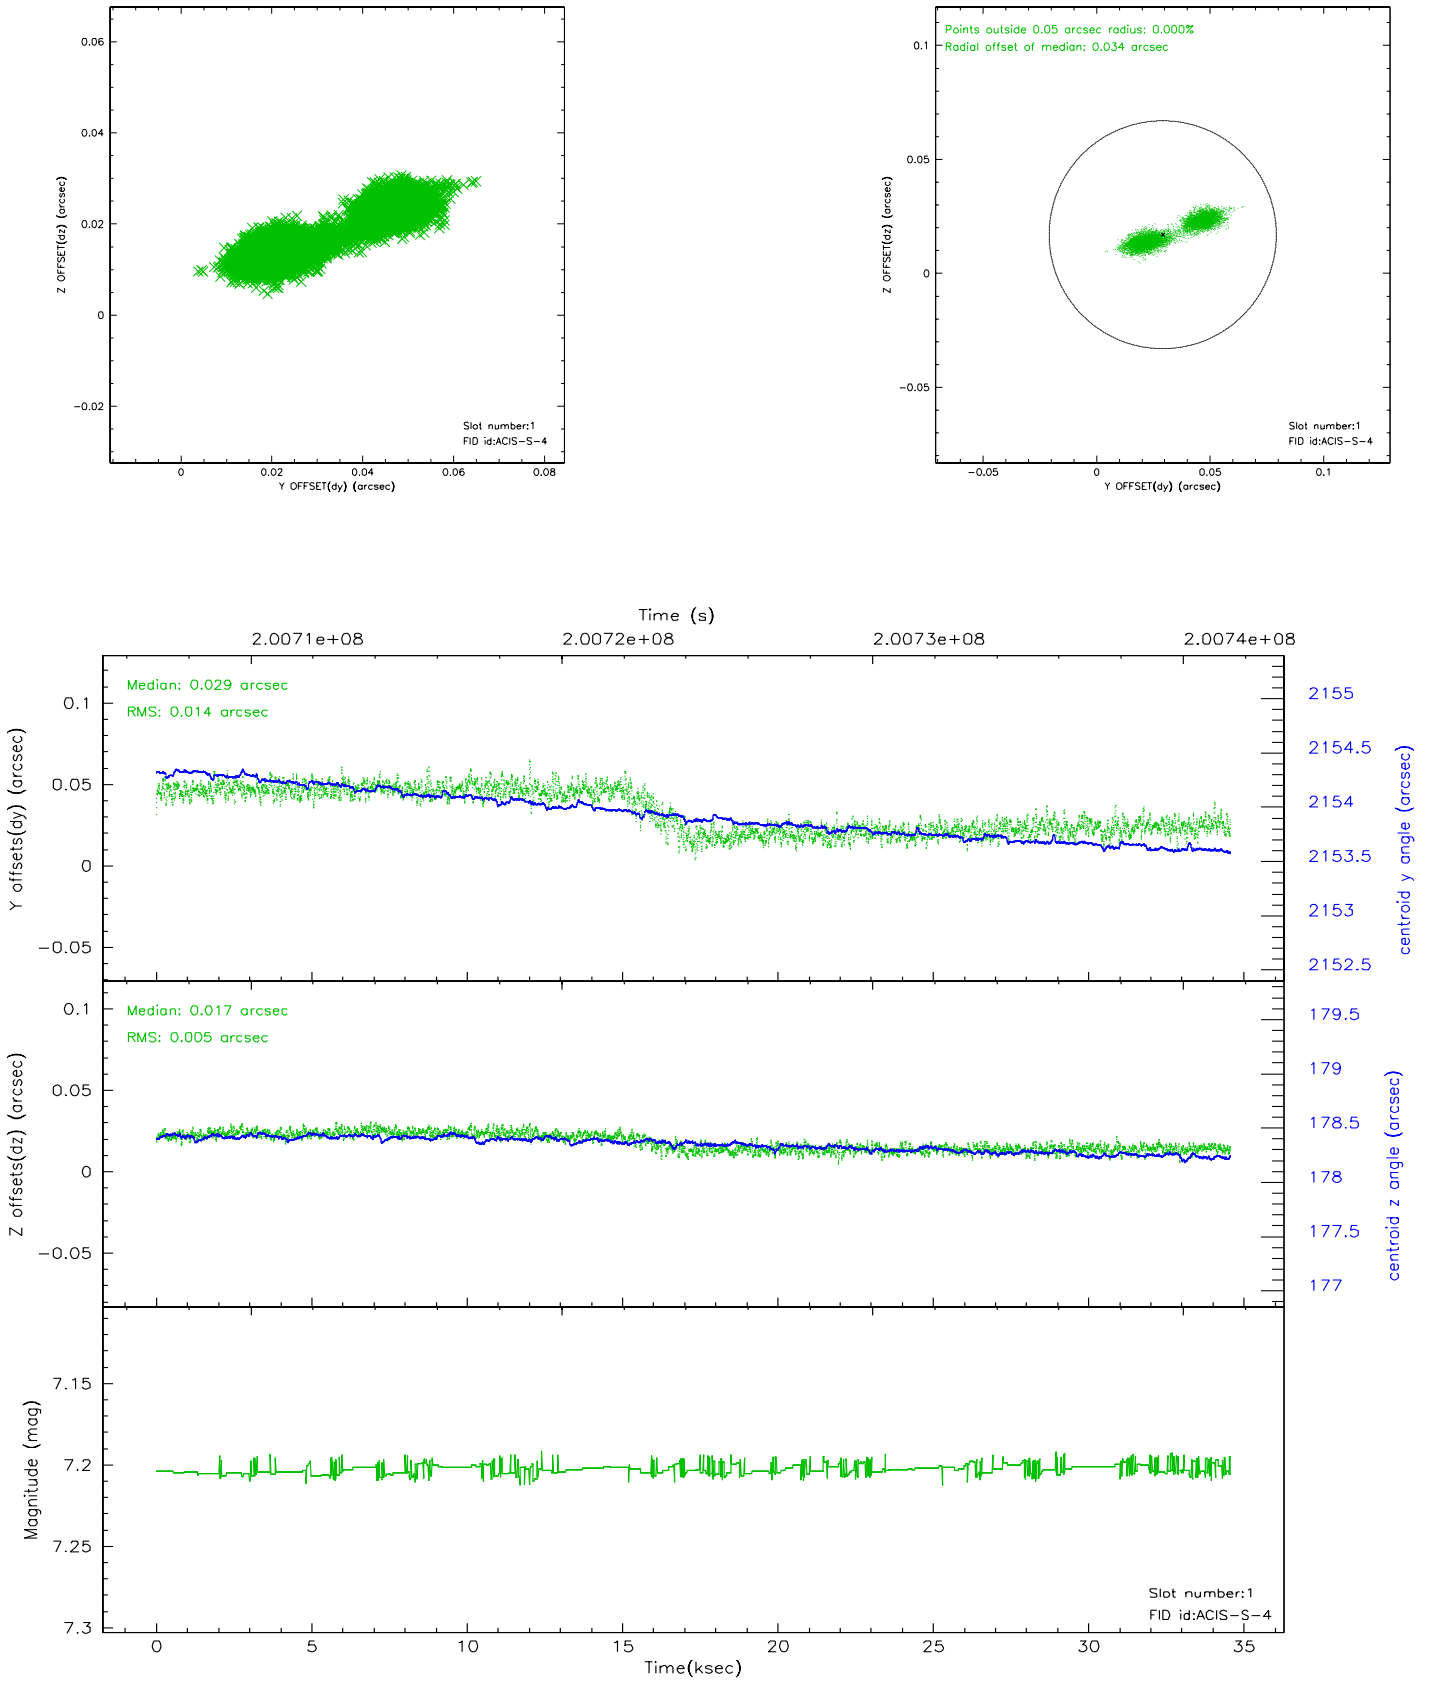 0.06
0.04
0.02
0
−0.02
Z OFFSET(dz) (arcsec)
Slot number:1
FID id:ACIS−S−4
0 0.02 0.04 0.06 0.08
Y OFFSET(dy) (arcsec)
Points outside 0.05 arcsec radius: 0.000%
Radial offset of median: 0.034 arcsec
0.1
0.05
0
−0.05
Z OFFSET(dz) (arcsec)
Slot number:1
FID id:ACIS−S−4
−0.05 0 0.05 0.1
Y OFFSET(dy) (arcsec)
Time (s)
2.0071e+08 2.0072e+08 2.0073e+08 2.0074e+08
Median: 0.029 arcsec
RMS: 0.014 arcsec
0.1
0.05
0
−0.05
Y offsets(dy) (arcsec)
2155
2154.5
2154
2153.5
2153
2152.5
centroid y angle (arcsec)
Median: 0.017 arcsec
RMS: 0.005 arcsec
0.1
0.05
0
−0.05
Z offsets(dz) (arcsec)
179.5
179
178.5
178
177.5
177
centroid z angle (arcsec)
7.15
7.2
7.25
7.3
Magnitude (mag)
Slot number:1
FID id:ACIS−S−4
0 5 10 15 20 25 30 35
Time(ksec)